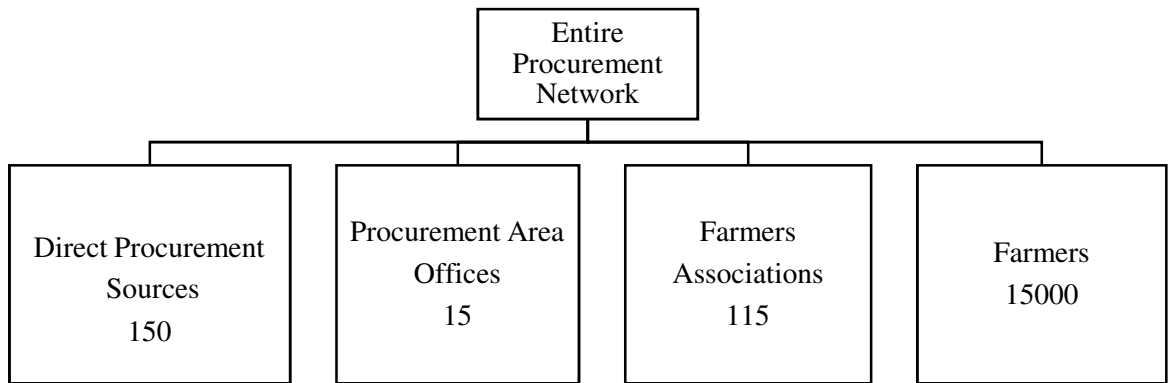 Entire
Procurement
Network
Direct Procurement
Sources
150
Procurement Area
Offices
15
Farmers
Associations
115
Farmers
15000